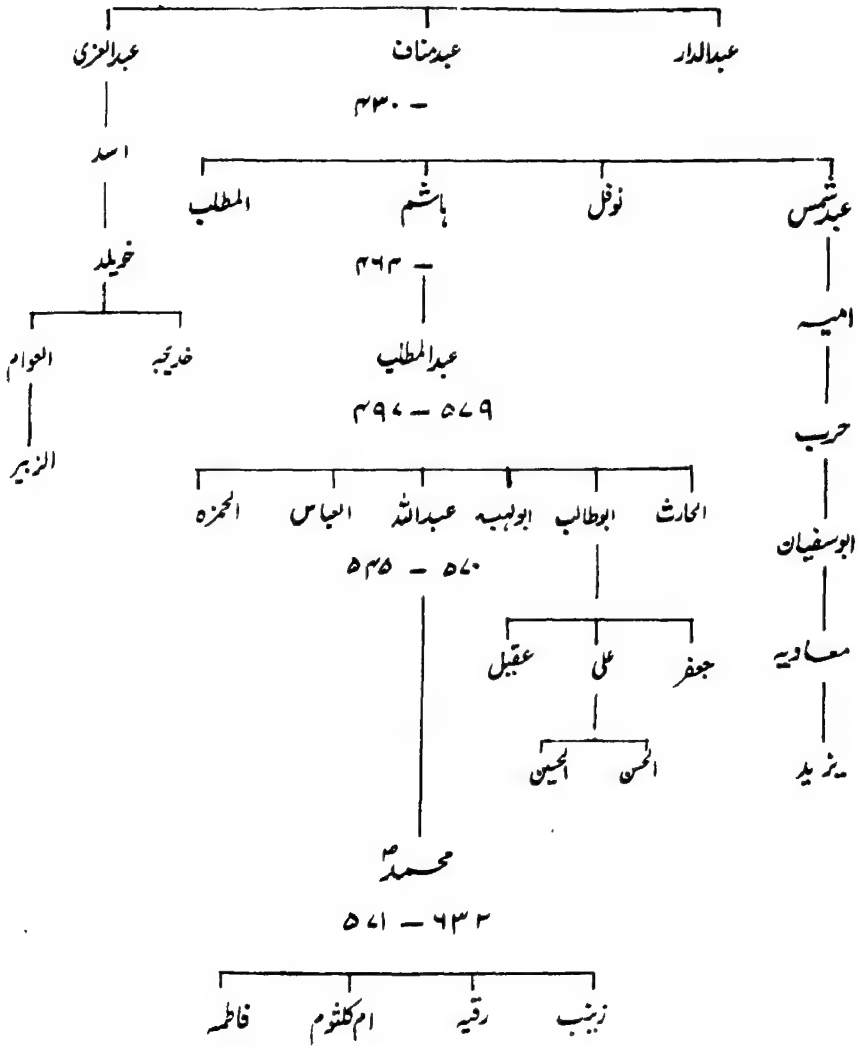 عبدالدار عبدمناف عبدالعزی
۴۳۰ –
اسد
عبدشمس نوفل ہاشم المطلب
۴۶۴ –
خویلد
امیہ
خدیجہ العوام
عبدالمطلب
۴۹۷ – ۵۷۹
حرب
الزبیر
الحارث ابوطالب ابولہبہ عبداللہ العباس الحمزہ
ابوسفیان
۵۴۵ – ۵۷۰
معاویہ
جعفر علی عقیل
یزید
الحسن الحسین
محمدؐ
۵۷۱ – ۶۳۲
زینب رقیہ ام کلثوم فاطمہ